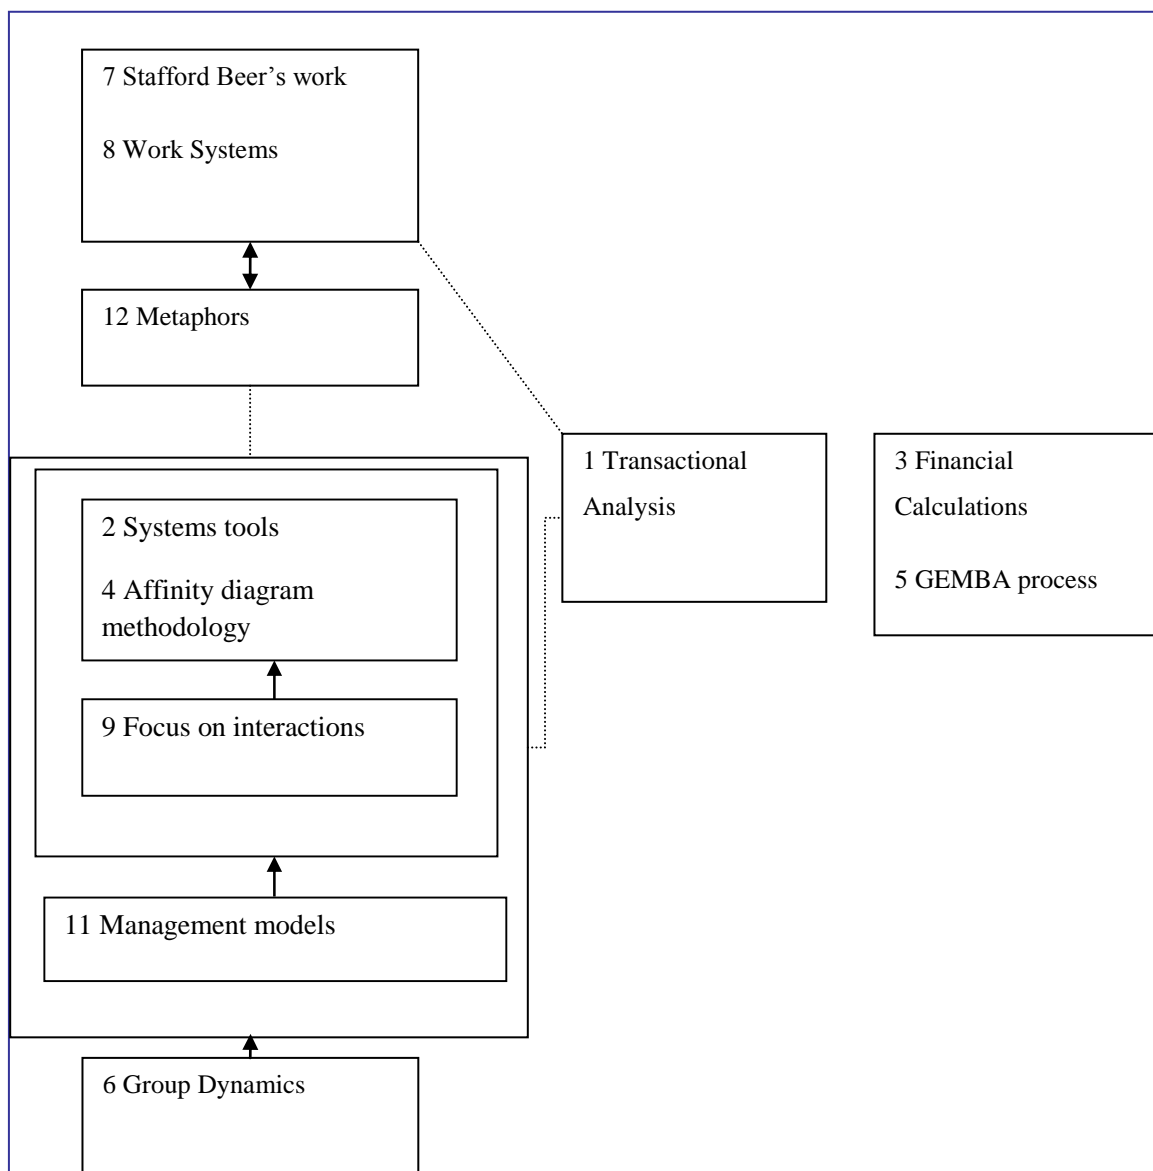 7 Stafford Beer’s work
8 Work Systems
12 Metaphors
1 Transactional
Analysis
3 Financial
Calculations
5 GEMBA process
2 Systems tools
4 Affinity diagram
methodology
9 Focus on interactions
11 Management models
6 Group Dynamics